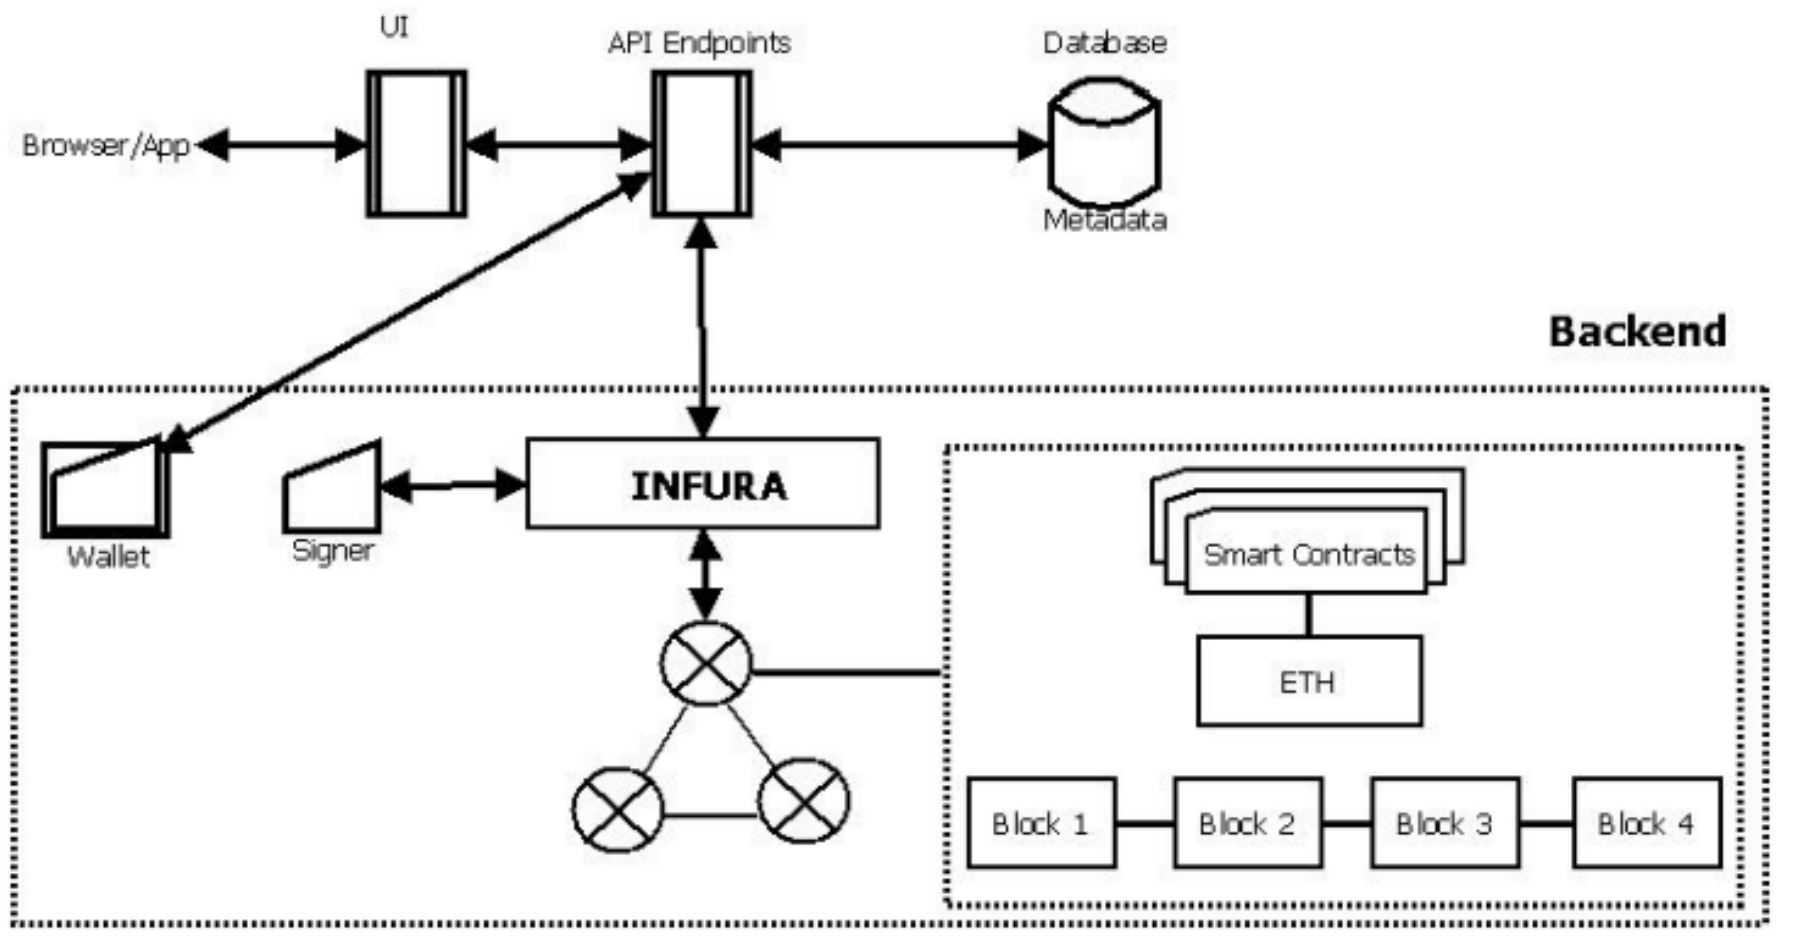 UI
API Endpoints
Database
Browser/App
Metadata
Backend
INFURA
Wallet
Signer
Smart Contracts
ETH
Block 1
Block 2
Block 3
Block 4